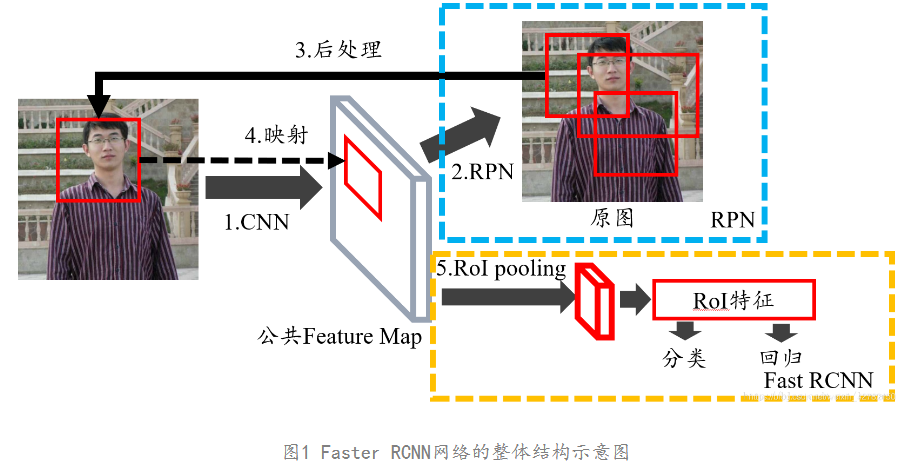 3.后处理
4.映射
1.CNN
2.RPN
原图
RPN
公共Feature Map
5.RoI pooling
RoI特征
分类
回归
Fast RCNN
图1 Faster RCNN网络的整体结构示意图